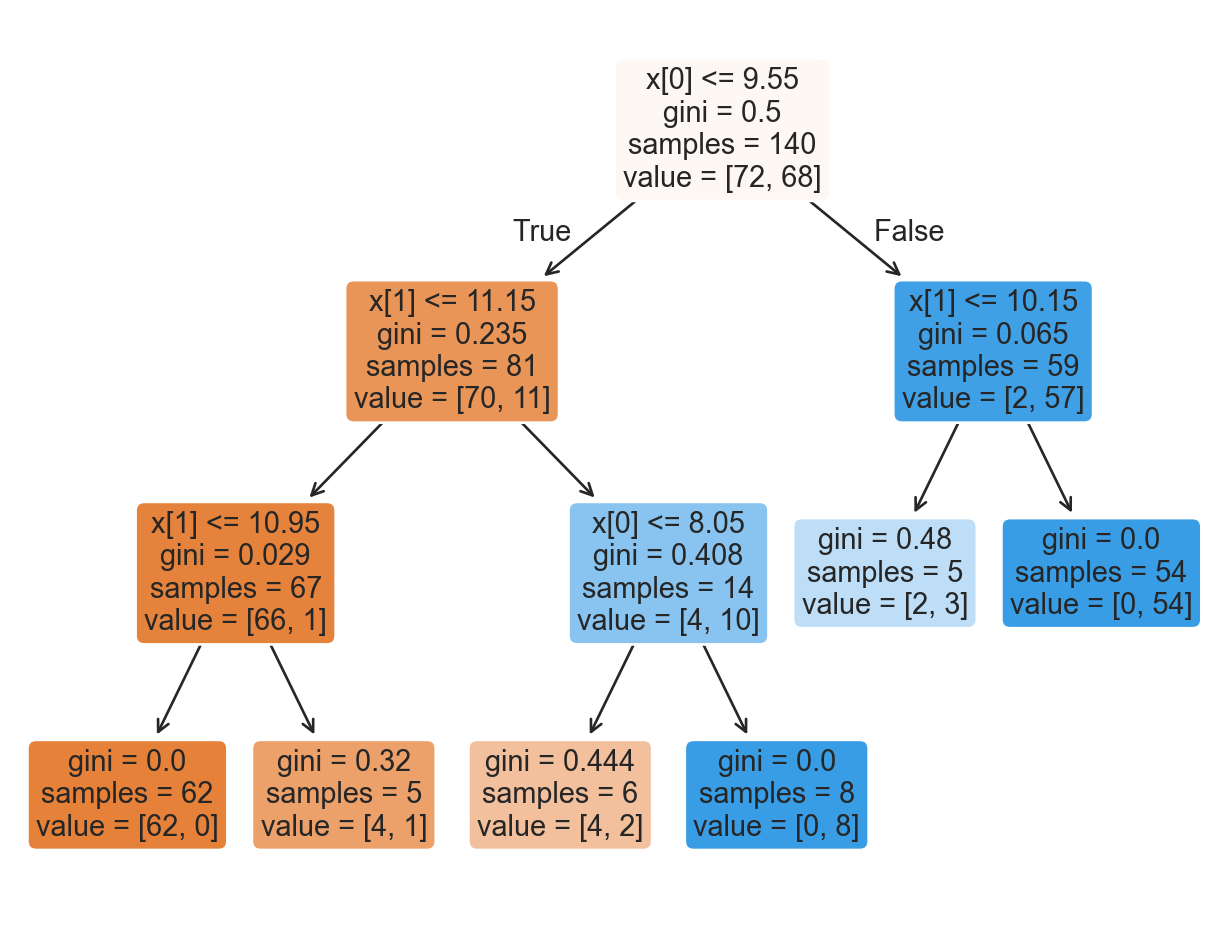 x[0] <= 9.55
gini = 0.5
samples = 140
value = [72, 68]
True
False
x[1] <= 11.15
gini = 0.235
samples = 81
value = [70, 11]
x[1] <= 10.15
gini = 0.065
samples = 59
value = [2, 57]
x[1] <= 10.95
gini = 0.029
samples = 67
value = [66, 1]
x[0] <= 8.05
gini = 0.408
samples = 14
value = [4, 10]
gini = 0.48
samples = 5
value = [2, 3]
gini = 0.0
samples = 54
value = [0, 54]
gini = 0.0
samples = 62
value = [62, 0]
gini = 0.32
samples = 5
value = [4, 1]
gini = 0.444
samples = 6
value = [4, 2]
gini = 0.0
samples = 8
value = [0, 8]